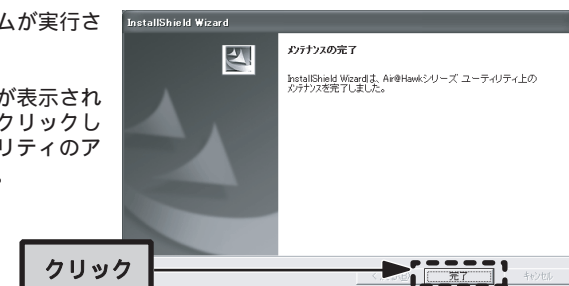 ムが実行さ
が表示され
クリックし
リティのア
。
InstallShield Wizard
ﾒﾝﾃﾅﾝｽの完了
InstallShield Wizardは、Air@Hawkシリーズ ユーティリティ上の
ﾒﾝﾃﾅﾝｽを完了しました。
クリック
完了
キャンセル